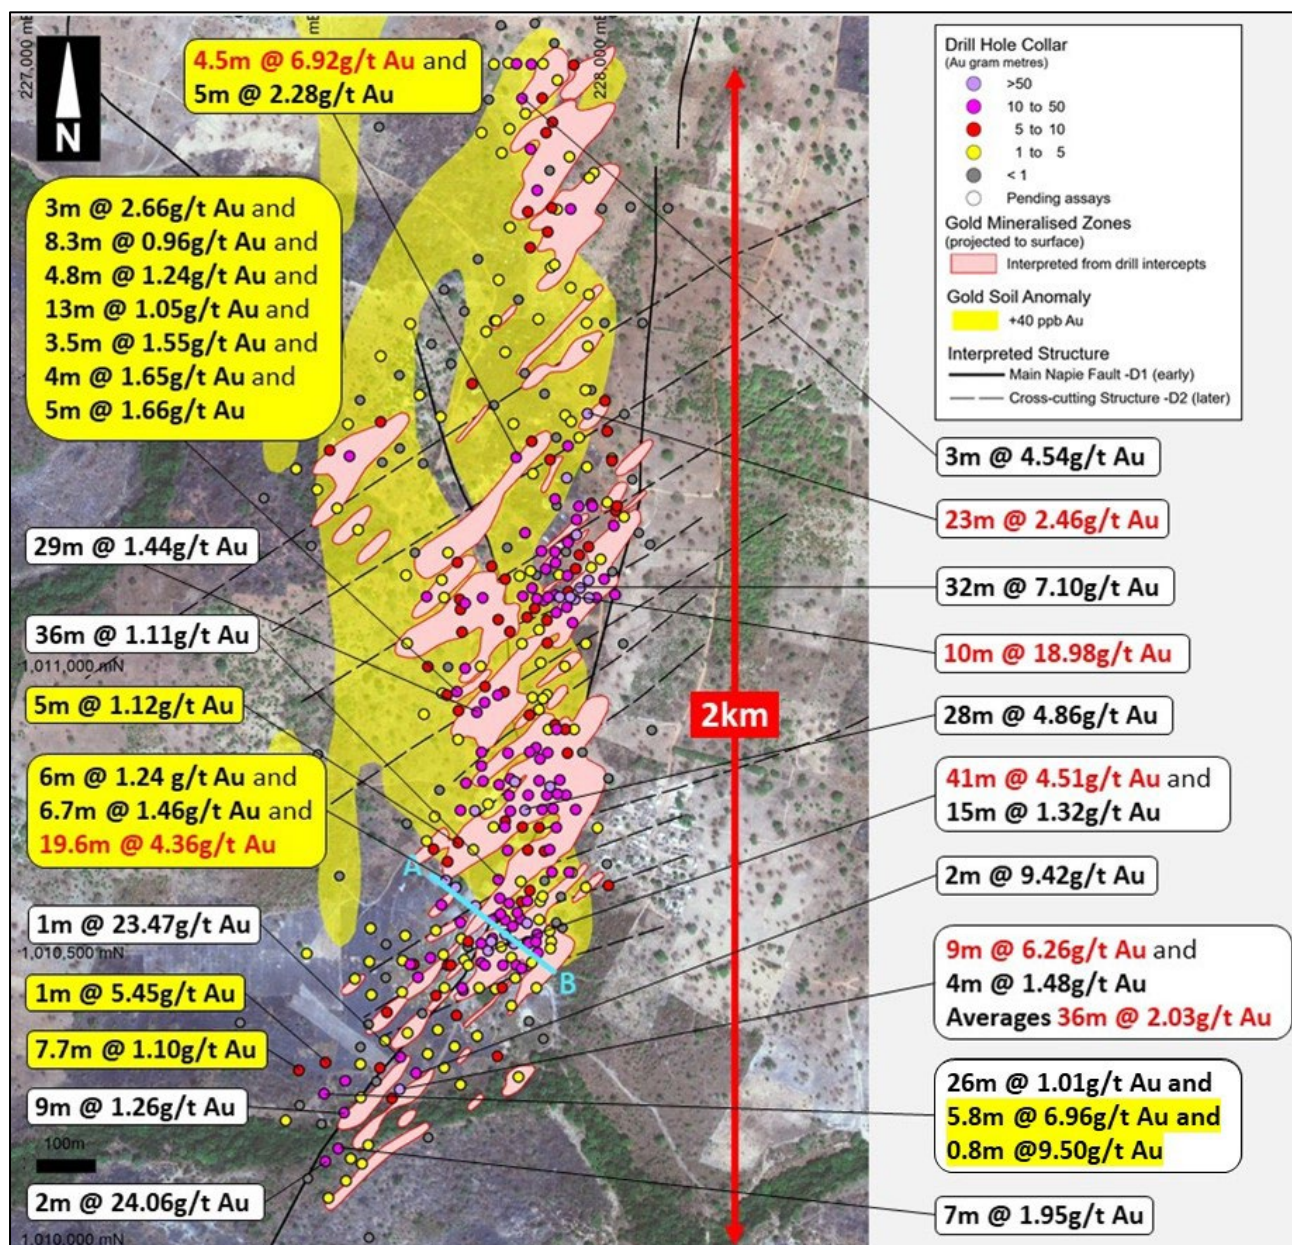 227,000 mE
mE
228,000 mE
N
4.5m @ 6.92g/t Au and
5m @ 2.28g/t Au
3m @ 2.66g/t Au and
8.3m @ 0.96g/t Au and
4.8m @ 1.24g/t Au and
13m @ 1.05g/t Au and
3.5m @ 1.55g/t Au and
4m @ 1.65g/t Au and
5m @ 1.66g/t Au
29m @ 1.44g/t Au
36m @ 1.11g/t Au
1,011,000 mN
5m @ 1.12g/t Au
6m @ 1.24 g/t Au and
6.7m @ 1.46g/t Au and
19.6m @ 4.36g/t Au
1m @ 23.47g/t Au
1,010,500 mN
1m @ 5.45g/t Au
7.7m @ 1.10g/t Au
9m @ 1.26g/t Au
100m
2m @ 24.06g/t Au
1,010,000 mN
A
B
2km
Drill Hole Collar
(Au gram metres)
>50
10 to 50
5 to 10
1 to 5
< 1
Pending assays
Gold Mineralised Zones
(projected to surface)
Interpreted from drill intercepts
Gold Soil Anomaly
+40 ppb Au
Interpreted Structure
Main Napie Fault -D1 (early)
Cross-cutting Structure -D2 (later)
3m @ 4.54g/t Au
23m @ 2.46g/t Au
32m @ 7.10g/t Au
10m @ 18.98g/t Au
28m @ 4.86g/t Au
41m @ 4.51g/t Au and
15m @ 1.32g/t Au
2m @ 9.42g/t Au
9m @ 6.26g/t Au and
4m @ 1.48g/t Au
Averages 36m @ 2.03g/t Au
26m @ 1.01g/t Au and
5.8m @ 6.96g/t Au and
0.8m @9.50g/t Au
7m @ 1.95g/t Au